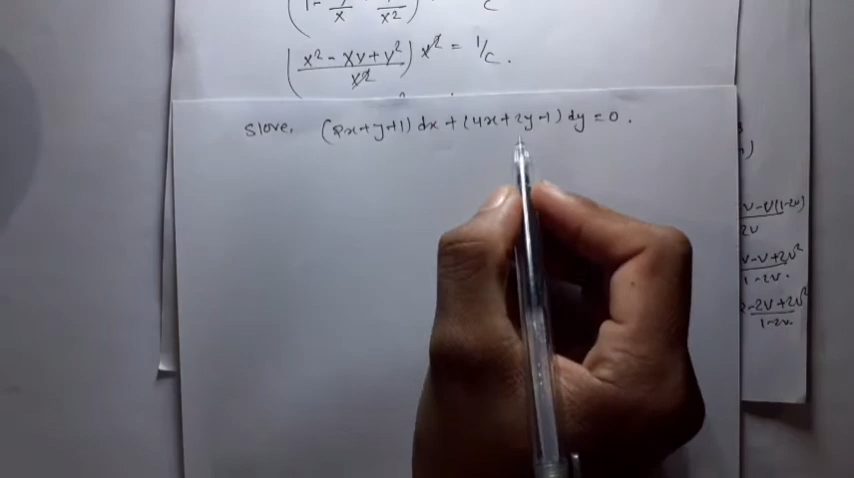 (x² - xy + y² / x²) x² = 1/c.
Slove, (2x+y+1) dx + (4x+2y-1) dy = 0.
v-v(1-2v)
2v
v-v+2v²
1-2v.
-2v+2v²
1-2v.